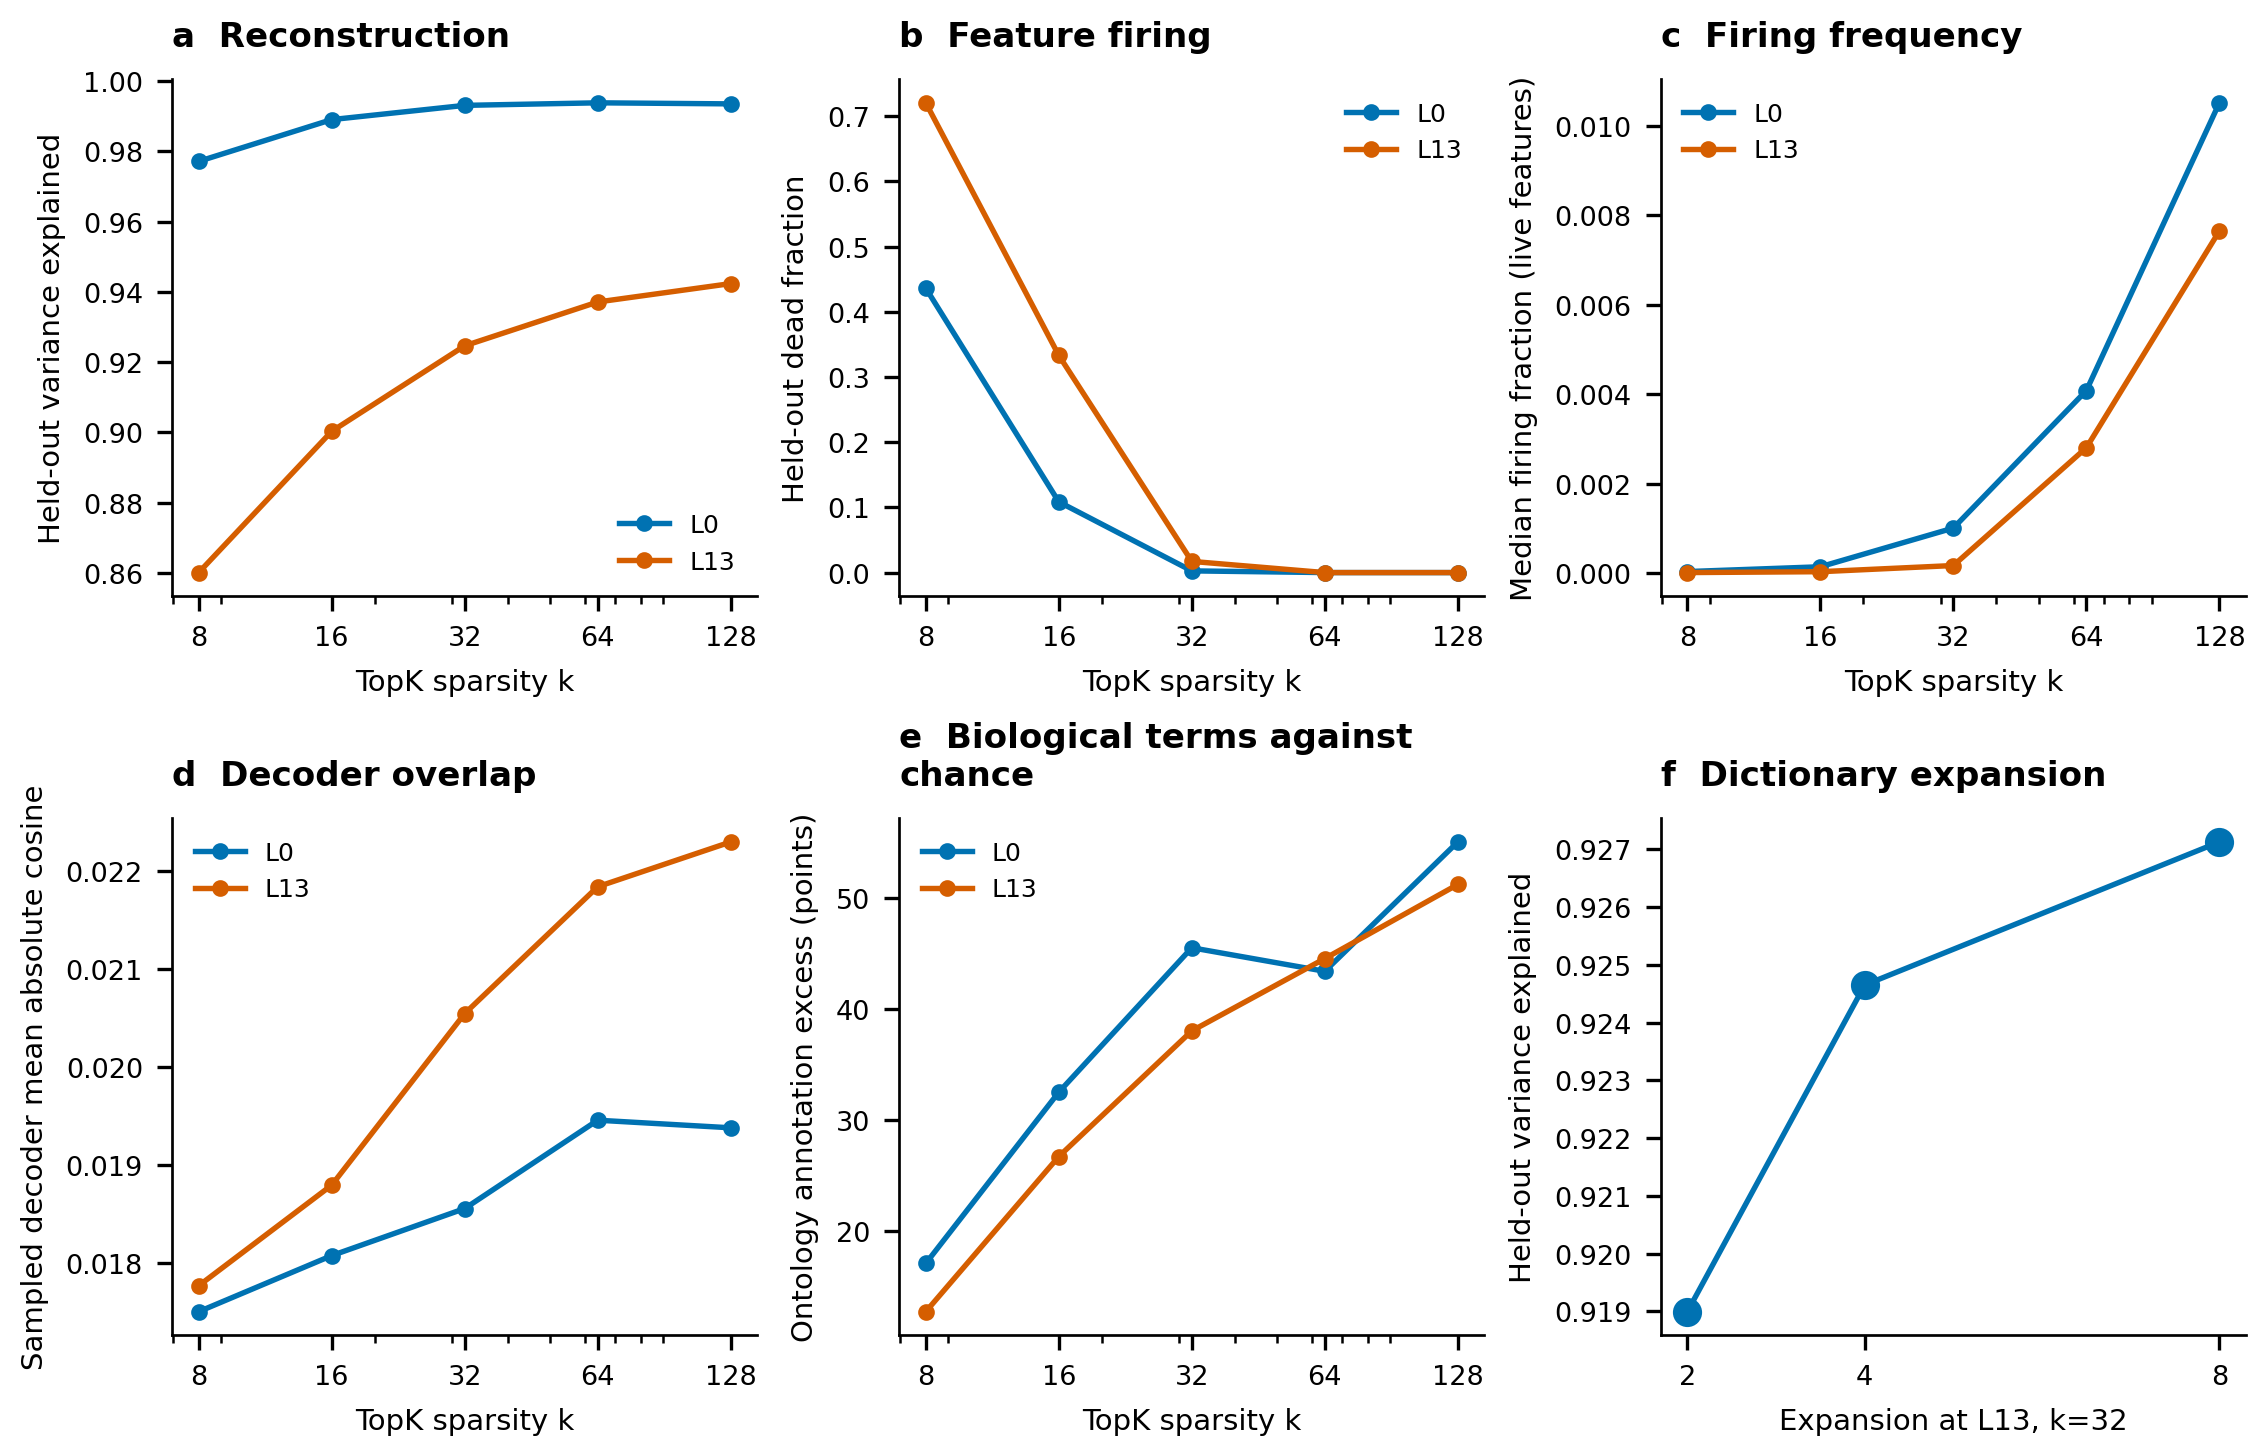 a  Reconstruction
Held-out variance explained
1.00
0.98
0.96
0.94
0.92
0.90
0.88
0.86
L0
L13
8 16 32 64 128
TopK sparsity k
b  Feature firing
Held-out dead fraction
0.7
0.6
0.5
0.4
0.3
0.2
0.1
0.0
L0
L13
8 16 32 64 128
TopK sparsity k
c  Firing frequency
Median firing fraction (live features)
0.010
0.008
0.006
0.004
0.002
0.000
L0
L13
8 16 32 64 128
TopK sparsity k
d  Decoder overlap
Sampled decoder mean absolute cosine
0.022
0.021
0.020
0.019
0.018
L0
L13
8 16 32 64 128
TopK sparsity k
e  Biological terms against
chance
Ontology annotation excess (points)
50
40
30
20
L0
L13
8 16 32 64 128
TopK sparsity k
f  Dictionary expansion
Held-out variance explained
0.927
0.926
0.925
0.924
0.923
0.922
0.921
0.920
0.919
2 4 8
Expansion at L13, k=32